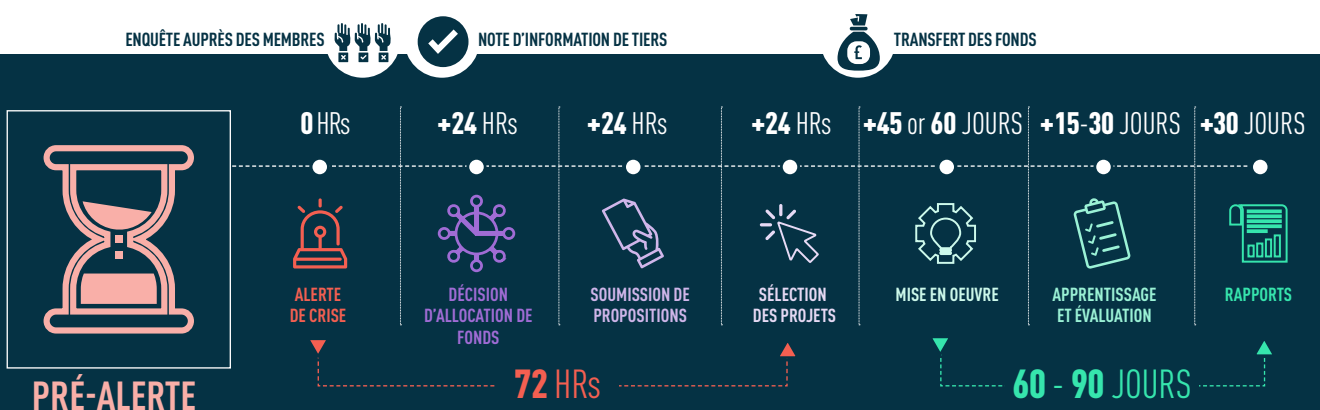 ENQUÊTE AUPRÈS DES MEMBRES
NOTE D'INFORMATION DE TIERS
TRANSFERT DES FONDS
£
0 HRs
+24 HRs
+24 HRs
+24 HRs
+45 or 60 JOURS
+15-30 JOURS
+30 JOURS
ALERTE
DE CRISE
DÉCISION
D'ALLOCATION DE
FONDS
SOUMISSION DE
PROPOSITIONS
SÉLECTION
DES PROJETS
MISE EN OEUVRE
APPRENTISSAGE
ET ÉVALUATION
RAPPORTS
72 HRs
60 - 90 JOURS
PRÉ-ALERTE